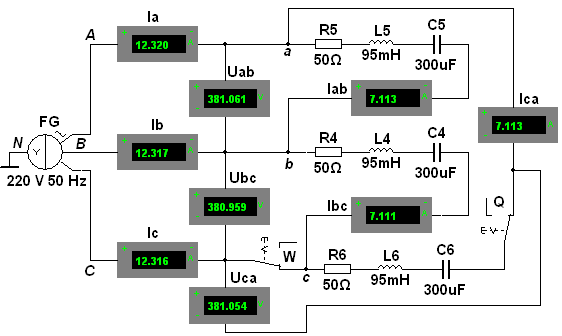 Ia
R5 L5 C5
A
12.320
a
50Ω 95mH 300uF
Uab
Iab
Ica
381.061 V
7.113 A
7.113 A
FG
Ib
R4 L4 C4
N
B
12.317
b
50Ω 95mH 300uF
220 V 50 Hz
Ubc
Ibc
Q
380.959 V
7.111 A
Ic
W
C
12.316
c
R6 L6 C6
Uca
50Ω 95mH 300uF
381.054 V